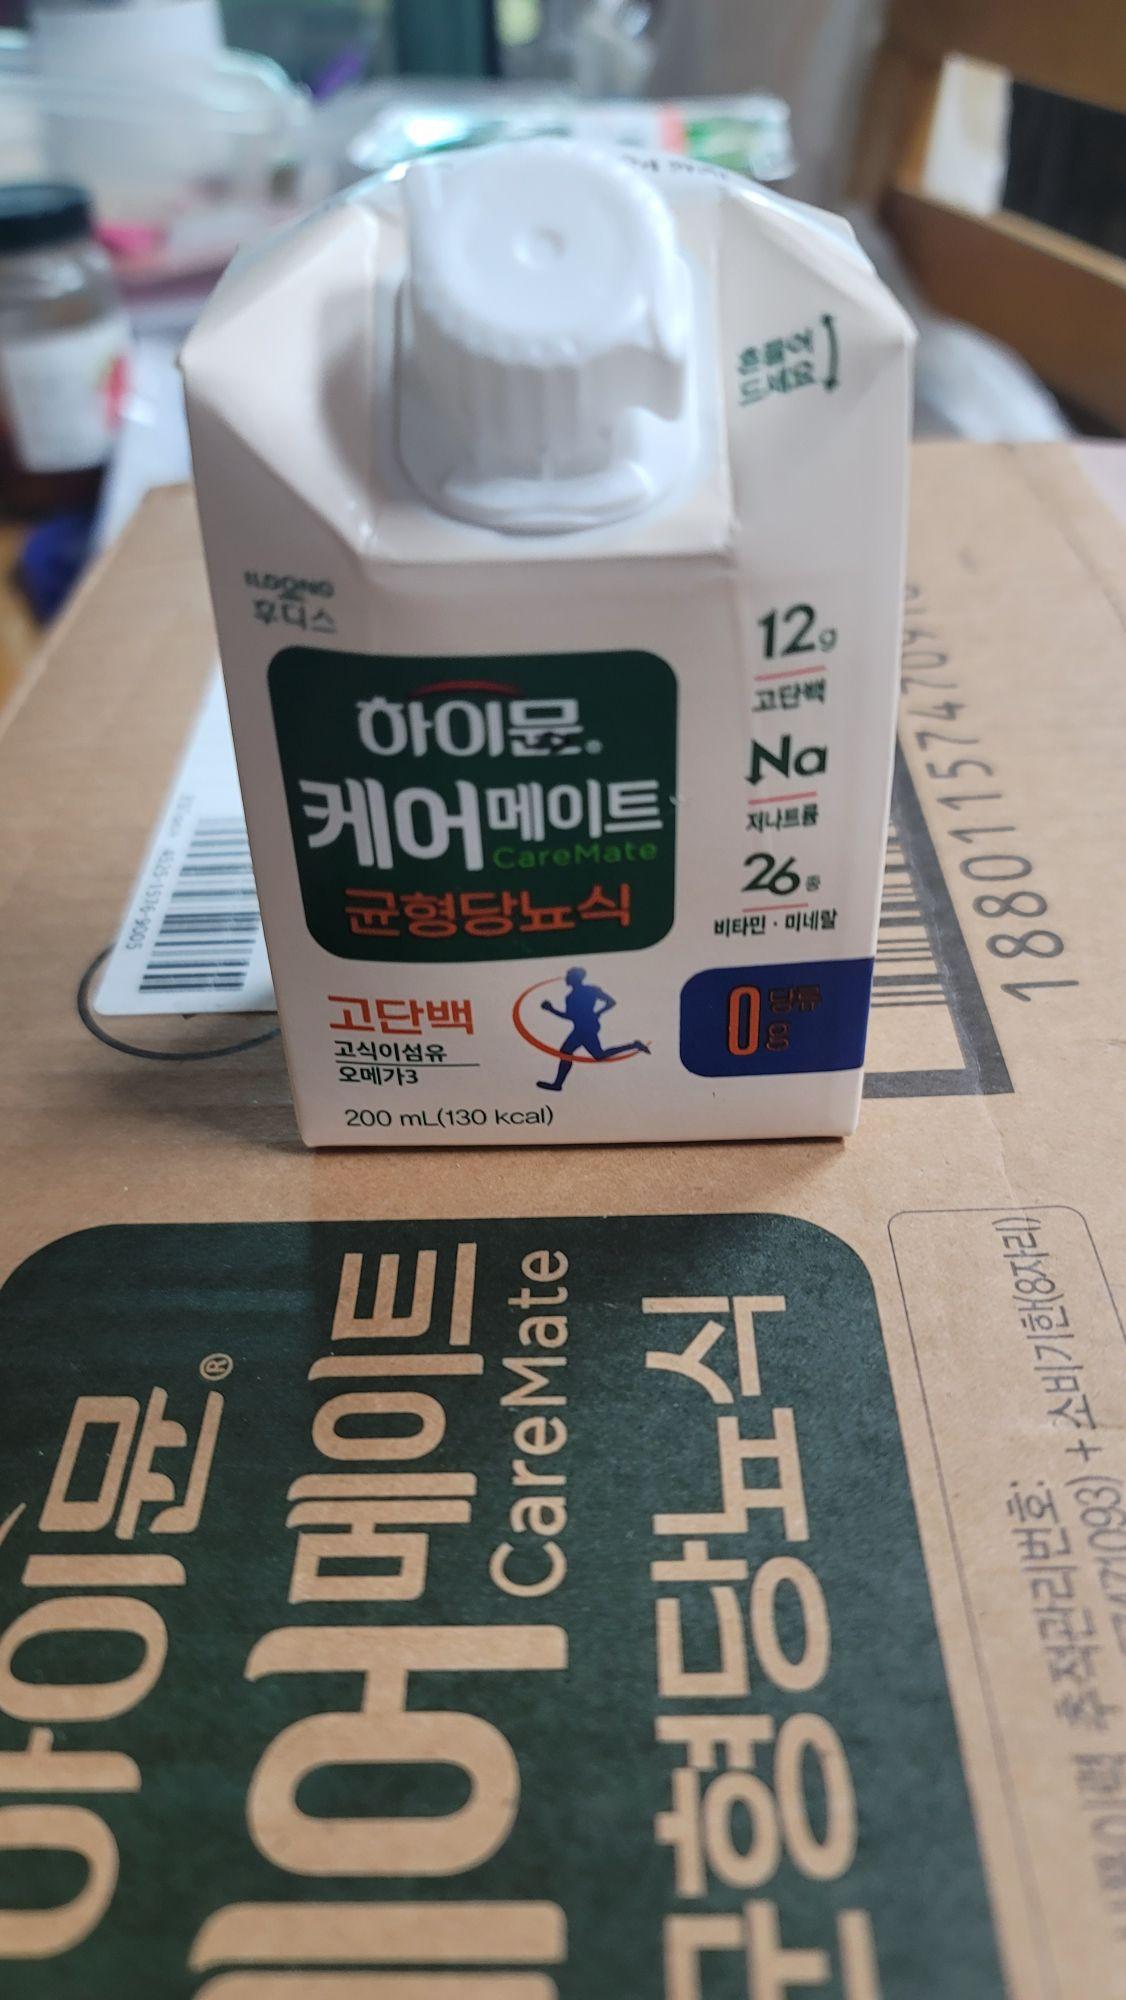 돌려서
드세요
ILDONG
후디스
하이뮨®
케어메이트
CareMate
균형당뇨식
고단백
고식이섬유
오메가3
200 mL(130 kcal)
12g
고단백
Na
저나트륨
26종
비타민 · 미네랄
0g
당류
하이뮨®
케어메이트
CareMate
균형당뇨식
추적관리번호:
+ 소비기한(8자리)